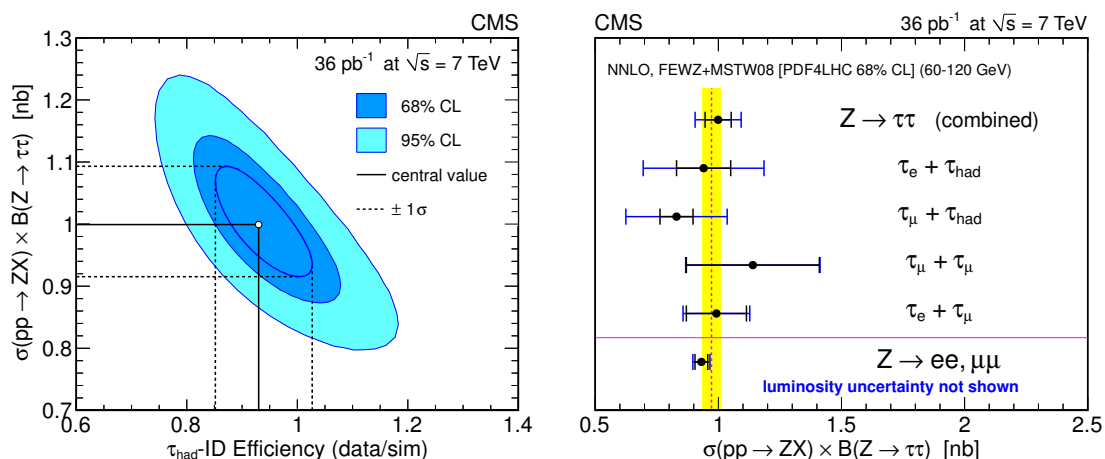 CMS
36 pb⁻¹ at √s = 7 TeV
68% CL
95% CL
central value
± 1σ
1.3
1.2
1.1
1
0.9
0.8
0.7
σ(pp → ZX) × B(Z → ττ) [nb]
0.6 0.8 1 1.2 1.4
τhad-ID Efficiency (data/sim)
CMS
36 pb⁻¹ at √s = 7 TeV
NNLO, FEWZ+MSTW08 [PDF4LHC 68% CL] (60-120 GeV)
Z → ττ (combined)
τe + τhad
τμ + τhad
τμ + τμ
τe + τμ
Z → ee, μμ
luminosity uncertainty not shown
0.5 1 1.5 2 2.5
σ(pp → ZX) × B(Z → ττ) [nb]